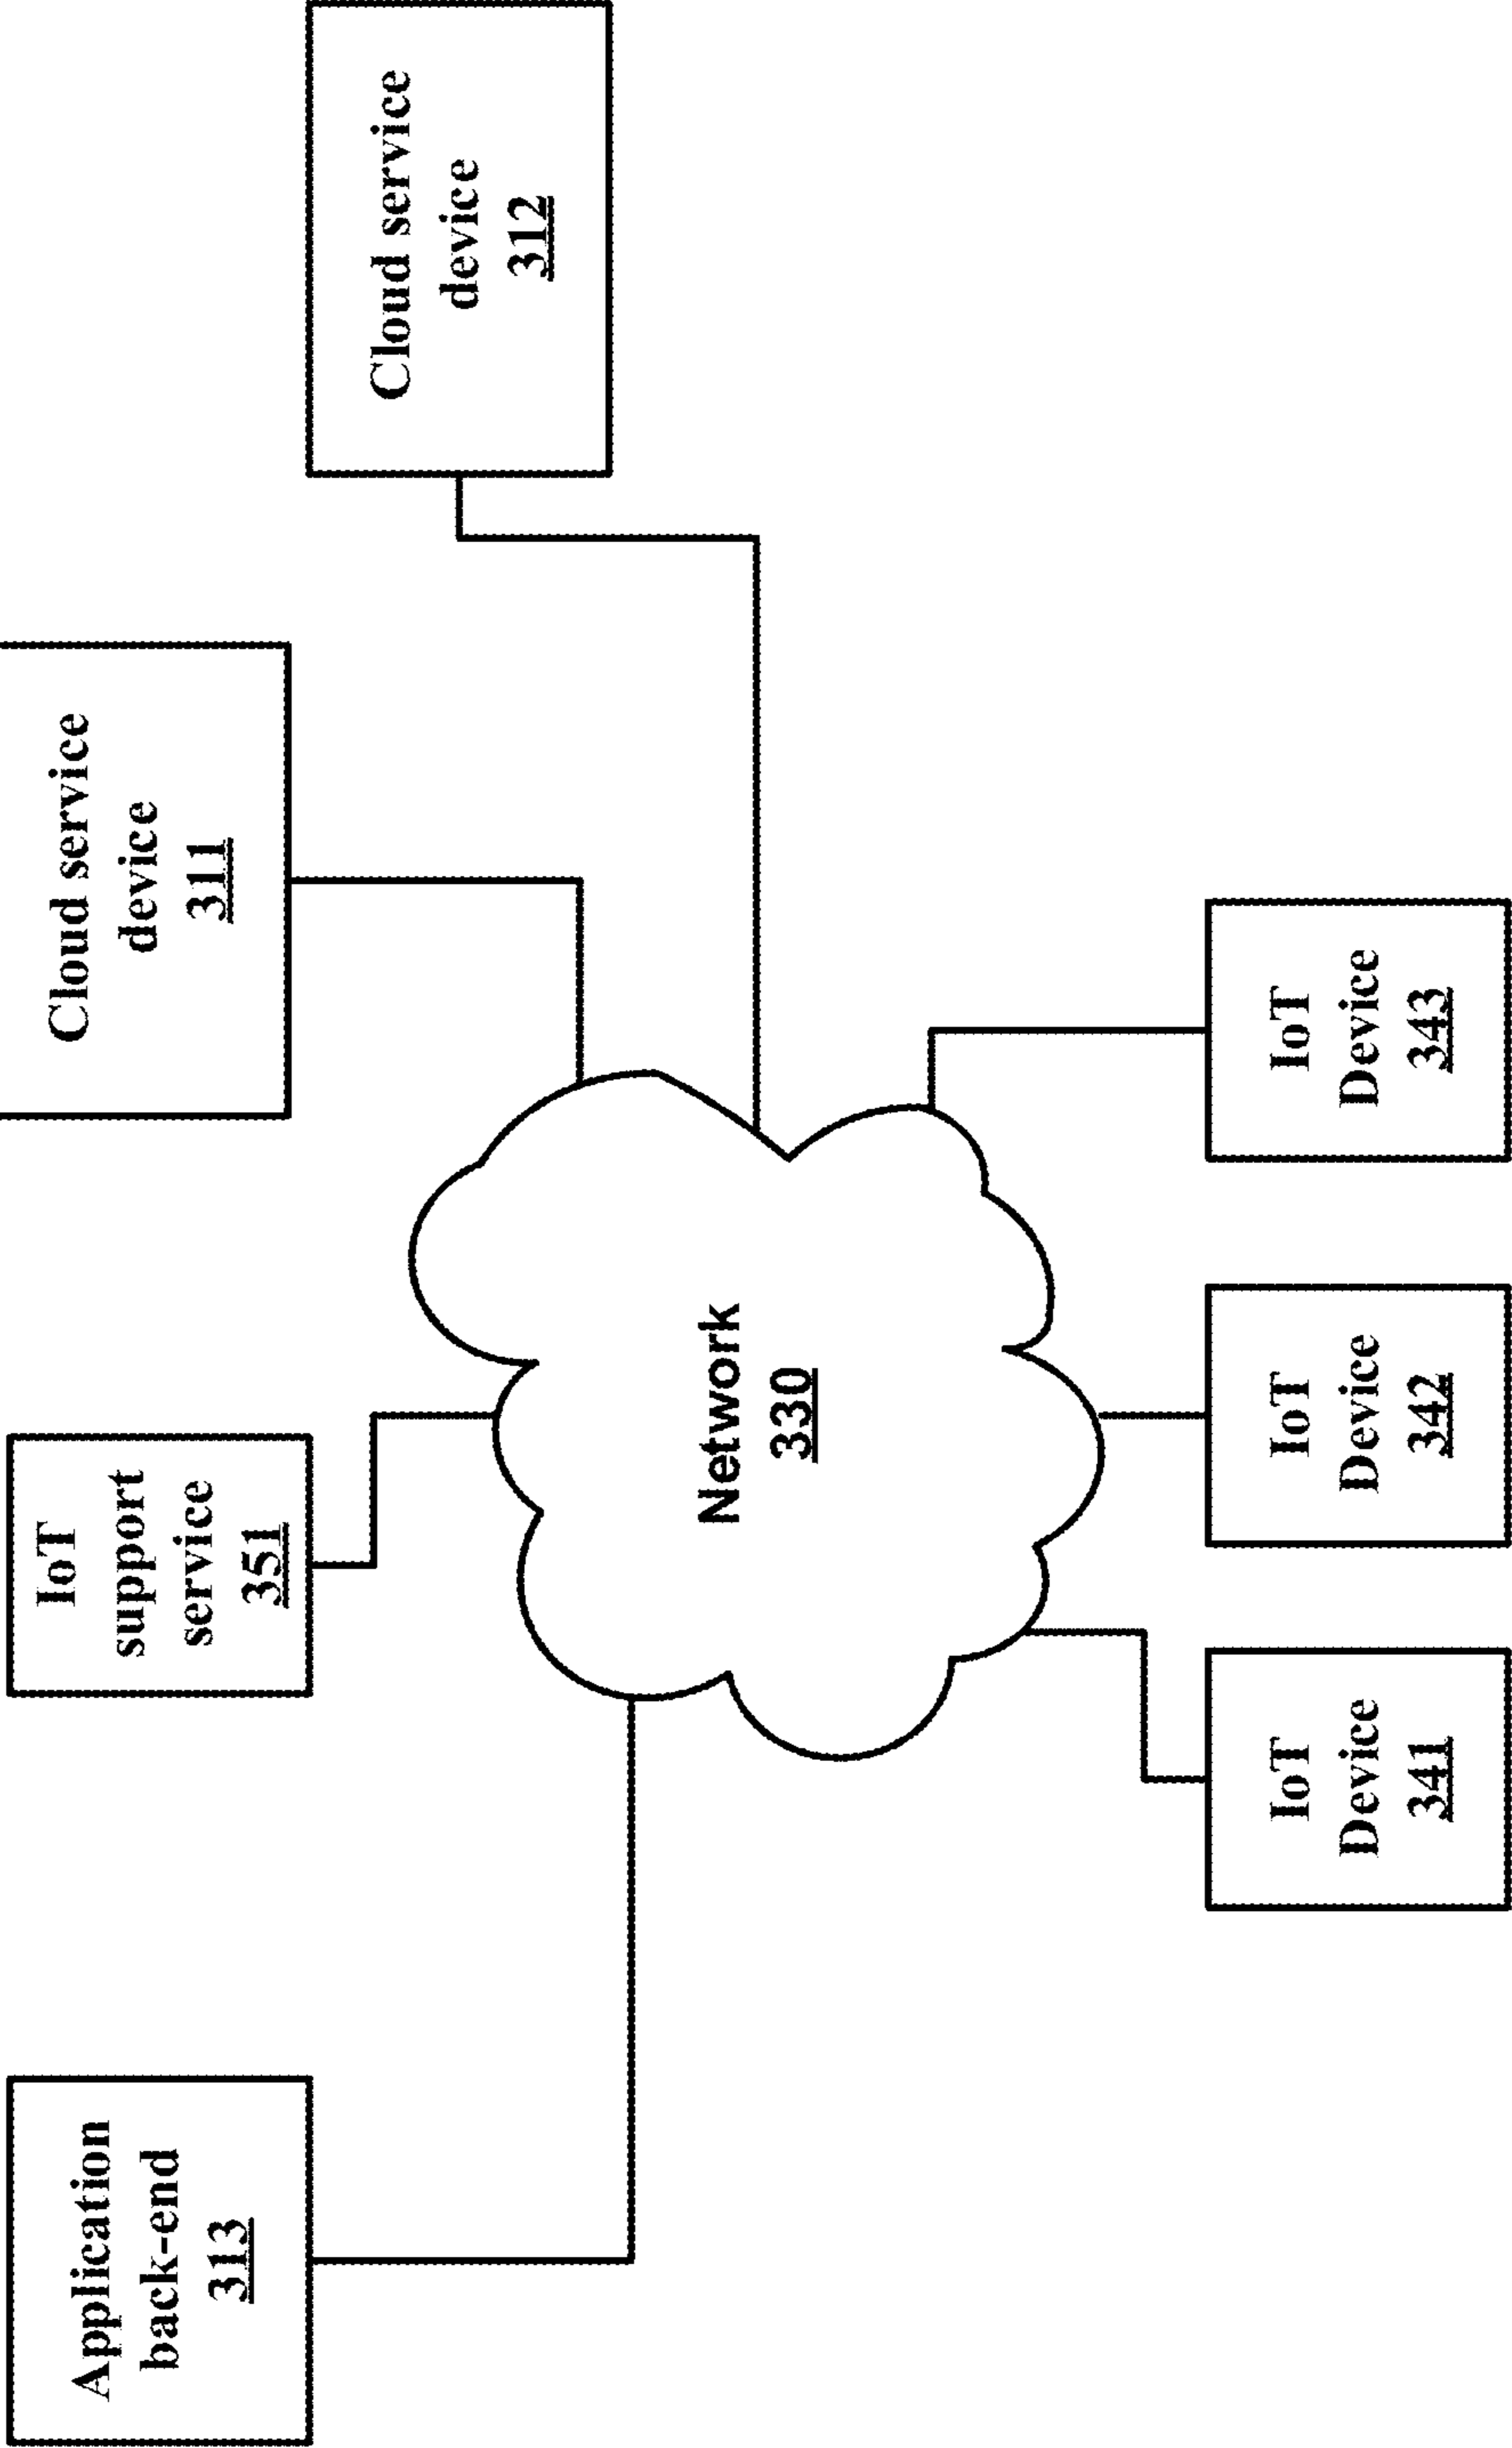 Application
back-end
313
IoT
support
service
351
Cloud service
device
311
Cloud service
device
312
Network
330
IoT
Device
341
IoT
Device
342
IoT
Device
343